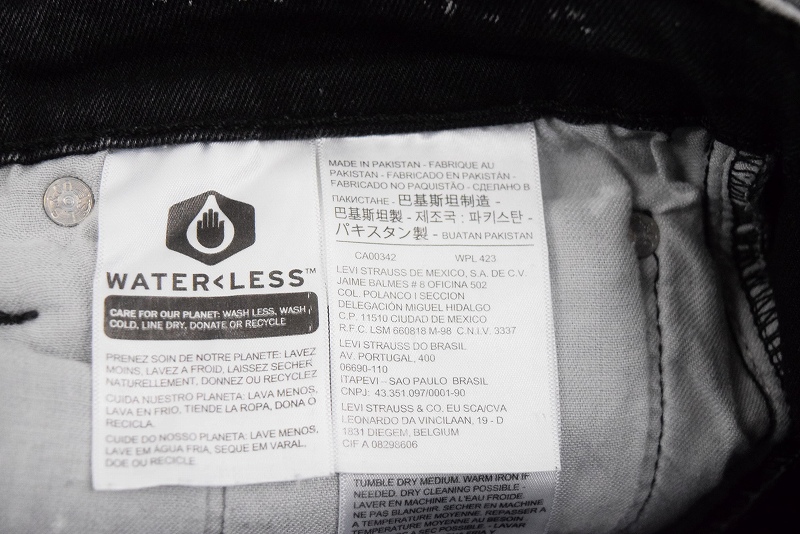 WATER<LESS™
CARE FOR OUR PLANET: WASH LESS, WASH
COLD, LINE DRY, DONATE OR RECYCLE
PRENEZ SOIN DE NOTRE PLANETE: LAVEZ
MOINS, LAVEZ A FROID, LAISSEZ SECHER
NATURELLEMENT, DONNEZ OU RECYCLEZ
CUIDA NUESTRO PLANETA: LAVA MENOS,
LAVA EN FRIO, TIENDE LA ROPA, DONA O
RECICLA.
CUIDE DO NOSSO PLANETA: LAVE MENOS,
LAVE EM ÁGUA FRIA, SEQUE EM VARAL,
DOE OU RECICLE
MADE IN PAKISTAN - FABRIQUE AU
PAKISTAN - FABRICADO EN PAKISTÁN -
FABRICADO NO PAQUISTÃO - СДЕЛАНО В
ПАКИСТАНЕ - 巴基斯坦制造 -
巴基斯坦製 - 제조국 : 파키스탄 -
パキスタン製 - BUATAN PAKISTAN
CA00342 WPL 423
LEVI STRAUSS DE MEXICO, S.A. DE C.V.
JAIME BALMES # 8 OFICINA 502
COL. POLANCO I SECCION
DELEGACIÓN MIGUEL HIDALGO
C.P. 11510 CIUDAD DE MEXICO
R.F.C. LSM 660818 M-98 C.N.I.V. 3337
LEVI STRAUSS DO BRASIL
AV. PORTUGAL, 400
06690-110
ITAPEVI – SAO PAULO BRASIL
CNPJ: 43.351.097/0001-90
LEVI STRAUSS & CO. EU SCA/CVA
LEONARDO DA VINCILAAN, 19 - D
1831 DIEGEM, BELGIUM
CIF A 08298606
TUMBLE DRY MEDIUM. WARM IRON IF
NEEDED. DRY CLEANING POSSIBLE -
LAVER EN MACHINE A L'EAU FROIDE.
NE PAS BLANCHIR, SECHER EN MACHINE
A TEMPERATURE MOYENNE. REPASSER A
A TEMPERATURE MOYENNE AU BESOIN.